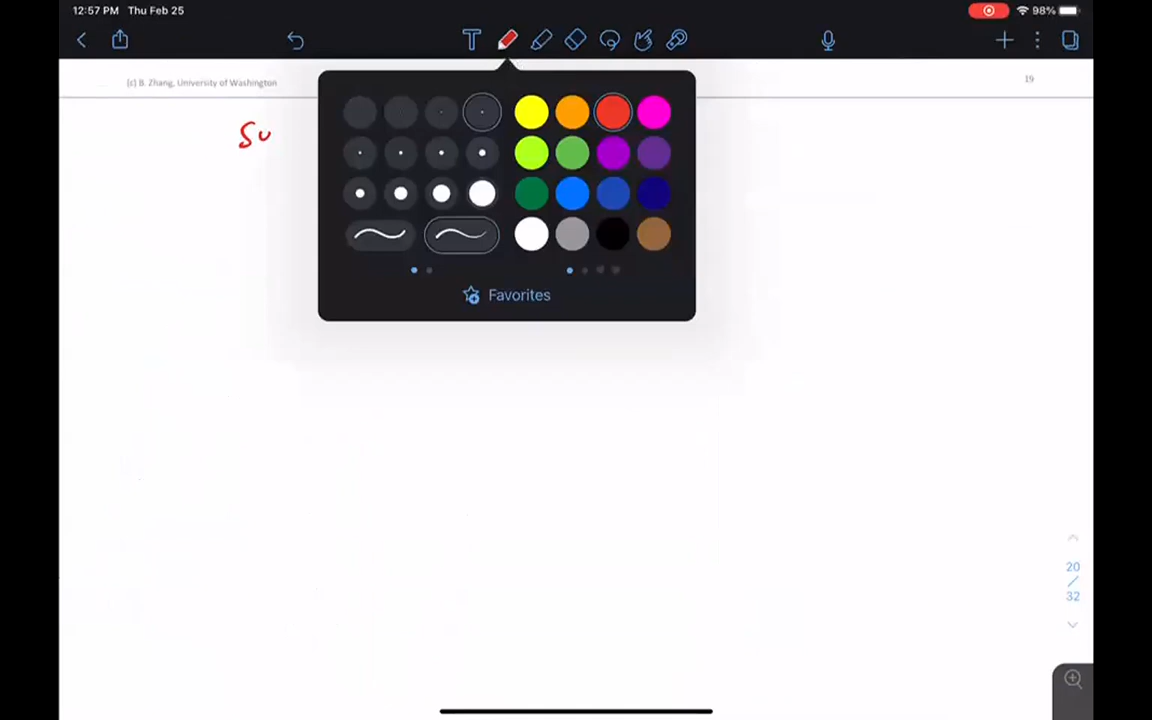 12:57 PM Thu Feb 25
98%
(c) B. Zhang, University of Washington
19
Su
Favorites
20
32